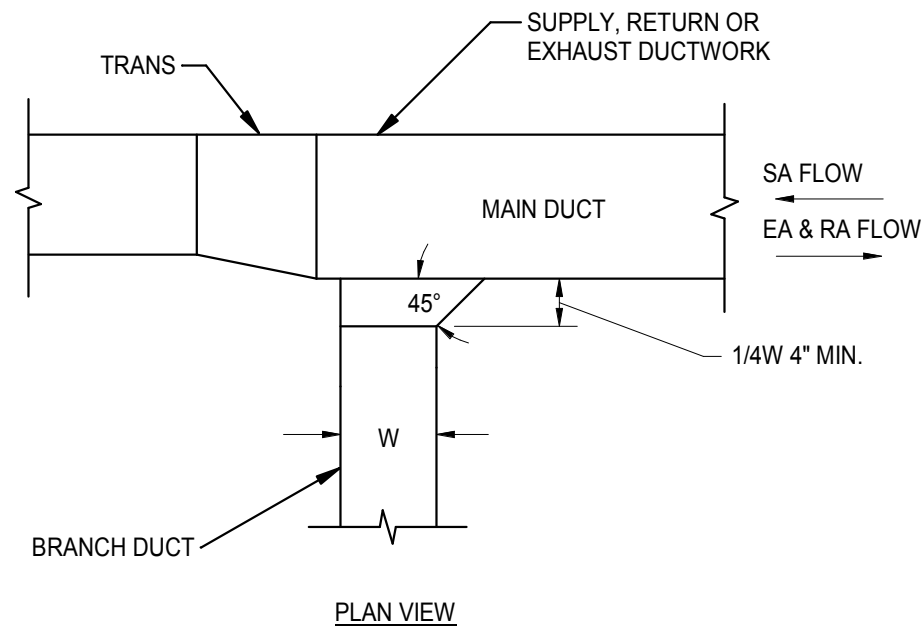 SUPPLY, RETURN OR
EXHAUST DUCTWORK
TRANS
SA FLOW
MAIN DUCT
EA & RA FLOW
45°
1/4W 4" MIN.
W
BRANCH DUCT
PLAN VIEW